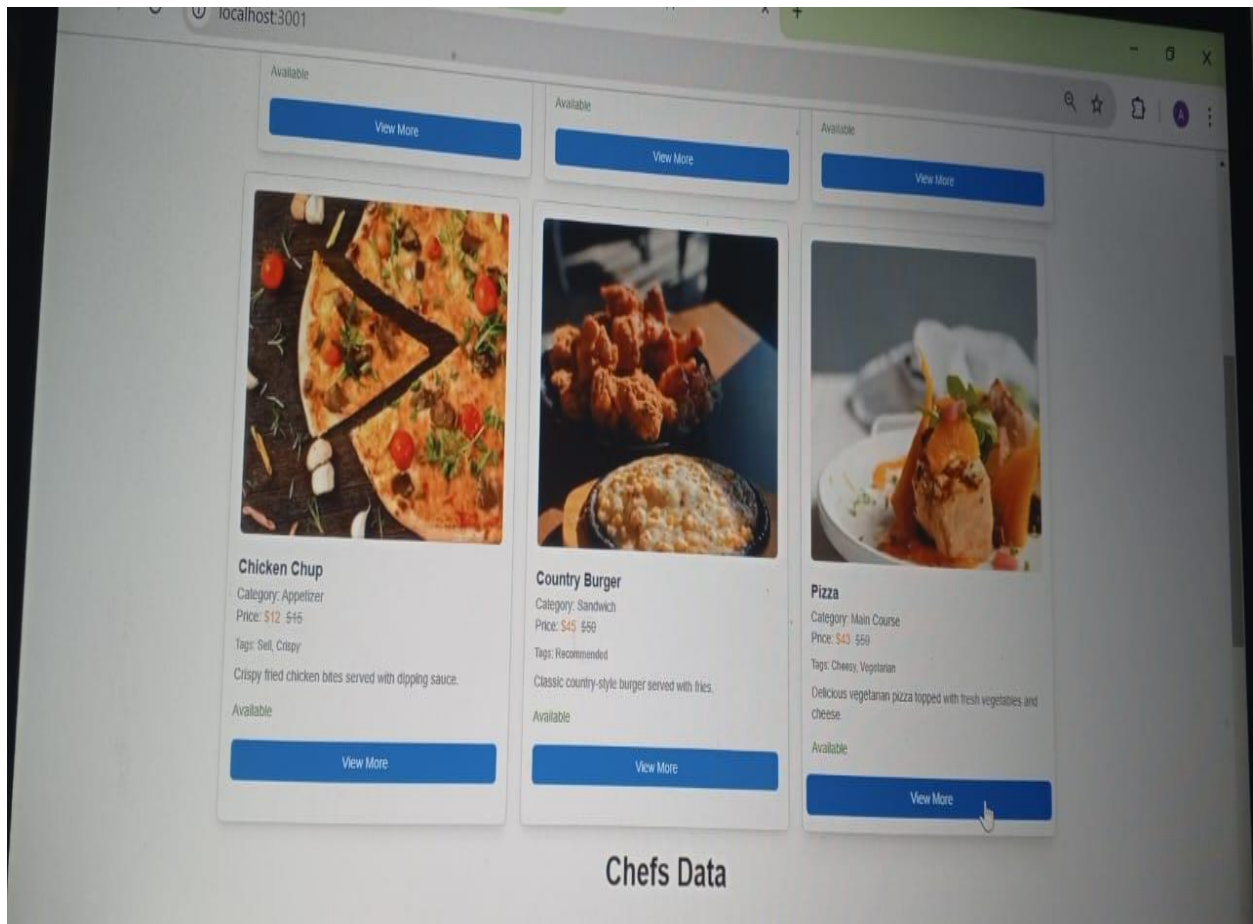 localhost:3001
A
Available
Available
Available
View More
View More
View More
Chicken Chup
Category: Appetizer
Price: $12 $15
Tags: Sell, Crispy
Crispy fried chicken bites served with dipping sauce.
Available
View More
Country Burger
Category: Sandwich
Price: $45 $50
Tags: Recommended
Classic country-style burger served with fries.
Available
View More
Pizza
Category: Main Course
Price: $43 $50
Tags: Cheesy, Vegetarian
Delicious vegetarian pizza topped with fresh vegetables and
cheese.
Available
View More
Chefs Data